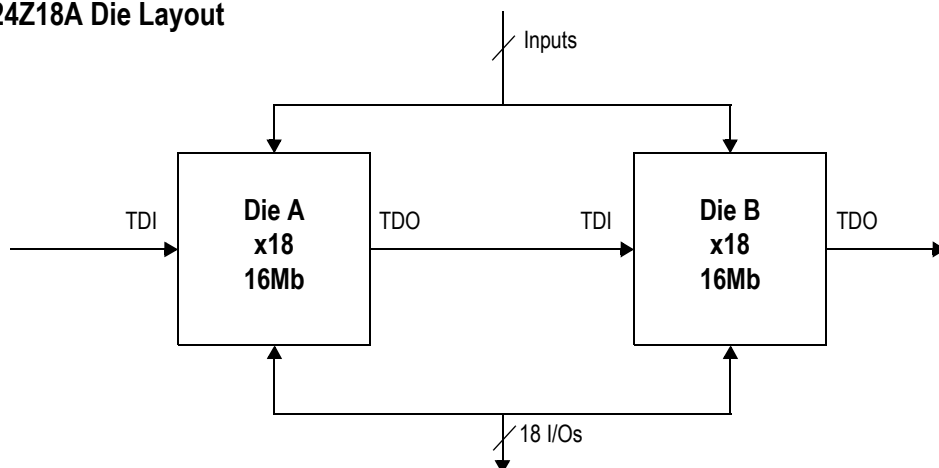 24Z18A Die Layout
Inputs
TDI
Die A
x18
16Mb
TDO
TDI
Die B
x18
16Mb
TDO
18 I/Os